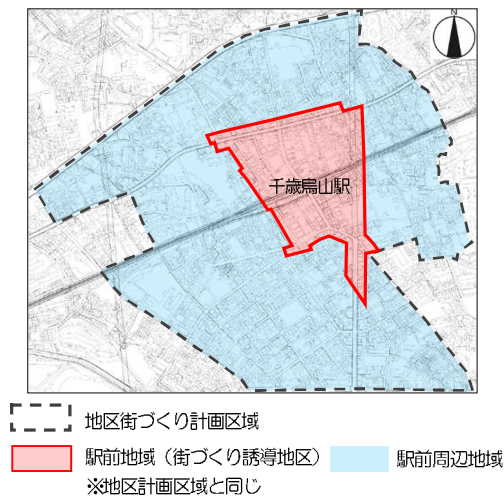 N
千歳烏山駅
地区街づくり計画区域
駅前地域（街づくり誘導地区）
駅前周辺地域
※地区計画区域と同じ